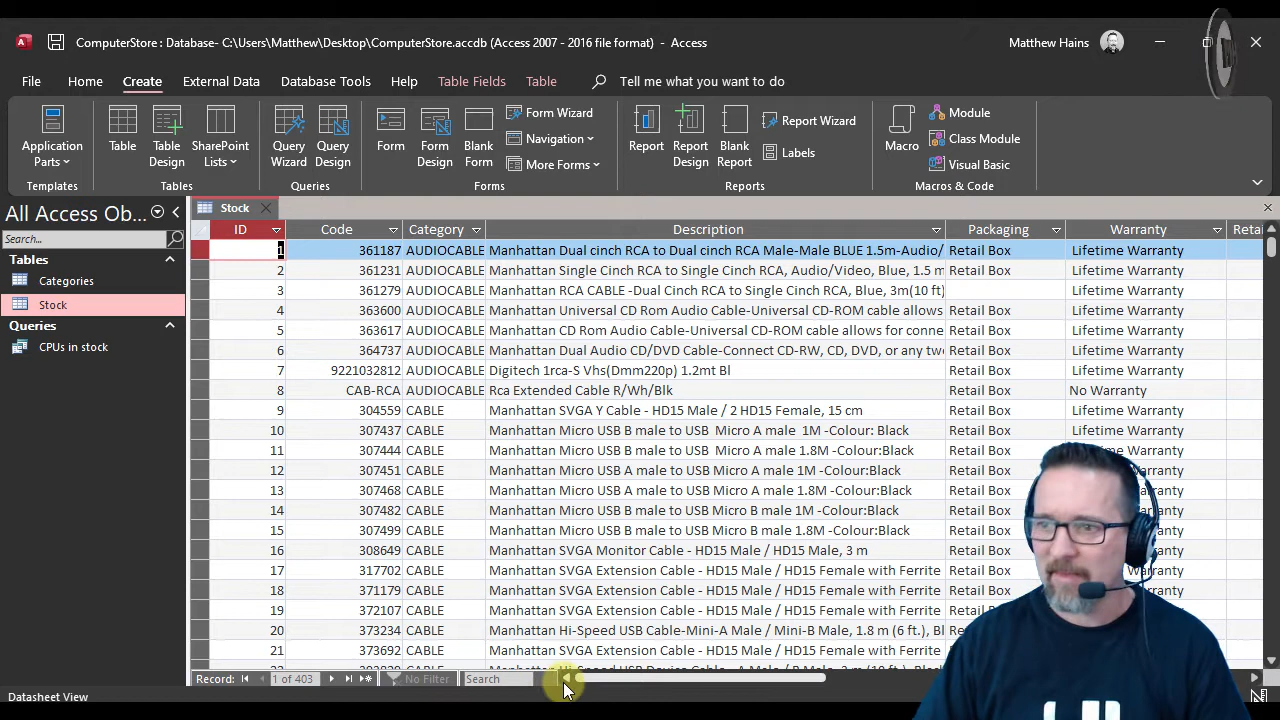 ComputerStore : Database- C:\Users\Matthew\Desktop\ComputerStore.accdb (Access 2007 - 2016 file format) - Access
Matthew Hains
File Home Create External Data Database Tools Help Table Fields Table Tell me what you want to do
Application Parts
Templates
Table
Table Design
SharePoint Lists
Tables
Query Wizard
Query Design
Queries
Form
Form Design
Blank Form
Form Wizard
Navigation
More Forms
Forms
Report
Report Design
Blank Report
Report Wizard
Labels
Reports
Macro
Module
Class Module
Visual Basic
Macros & Code
All Access Ob...
Search...
Tables
Categories
Stock
Queries
CPUs in stock
Stock
ID Code Category Description Packaging Warranty Retai
1 361187 AUDIOCABLE Manhattan Dual cinch RCA to Dual cinch RCA Male-Male BLUE 1.5m-Audio/ Retail Box Lifetime Warranty
2 361231 AUDIOCABLE Manhattan Single Cinch RCA to Single Cinch RCA, Audio/Video, Blue, 1.5 m Retail Box Lifetime Warranty
3 361279 AUDIOCABLE Manhattan RCA CABLE -Dual Cinch RCA to Single Cinch RCA, Blue, 3m(10 ft) Lifetime Warranty
4 363600 AUDIOCABLE Manhattan Universal CD Rom Audio Cable-Universal CD-ROM cable allows Retail Box Lifetime Warranty
5 363617 AUDIOCABLE Manhattan CD Rom Audio Cable-Universal CD-ROM cable allows for conne Retail Box Lifetime Warranty
6 364737 AUDIOCABLE Manhattan Dual Audio CD/DVD Cable-Connect CD-RW, CD, DVD, or any two Retail Box Lifetime Warranty
7 9221032812 AUDIOCABLE Digitech 1rca-S Vhs(Dmm220p) 1.2mt Bl Retail Box Lifetime Warranty
8 CAB-RCA AUDIOCABLE Rca Extended Cable R/Wh/Blk Retail Box No Warranty
9 304559 CABLE Manhattan SVGA Y Cable - HD15 Male / 2 HD15 Female, 15 cm Retail Box Lifetime Warranty
10 307437 CABLE Manhattan Micro USB B male to USB Micro A male 1M -Colour: Black Retail Box Lifetime Warranty
11 307444 CABLE Manhattan Micro USB B male to USB Micro A male 1.8M -Colour:Black Retail Box Warranty
12 307451 CABLE Manhattan Micro USB A male to USB Micro A male 1M -Colour:Black Retail Box Warranty
13 307468 CABLE Manhattan Micro USB A male to USB Micro A male 1.8M -Colour:Black Retail Box Warranty
14 307482 CABLE Manhattan Micro USB B male to USB Micro B male 1M -Colour:Black Retail Box Warranty
15 307499 CABLE Manhattan Micro USB B male to USB Micro B male 1.8M -Colour:Black Retail Box Warranty
16 308649 CABLE Manhattan SVGA Monitor Cable - HD15 Male / HD15 Male, 3 m Retail Box Warranty
17 317702 CABLE Manhattan SVGA Extension Cable - HD15 Male / HD15 Female with Ferrite Retail Box Warranty
18 371179 CABLE Manhattan SVGA Extension Cable - HD15 Male / HD15 Female with Ferrite Retail Box
19 372107 CABLE Manhattan SVGA Extension Cable - HD15 Male / HD15 Female with Ferrite Retail
20 373234 CABLE Manhattan Hi-Speed USB Cable-Mini-A Male / Mini-B Male, 1.8 m (6 ft.), Bl
21 373692 CABLE Manhattan SVGA Extension Cable - HD15 Male / HD15 Female with Ferrite
Record: 1 of 403 No Filter Search
Datasheet View